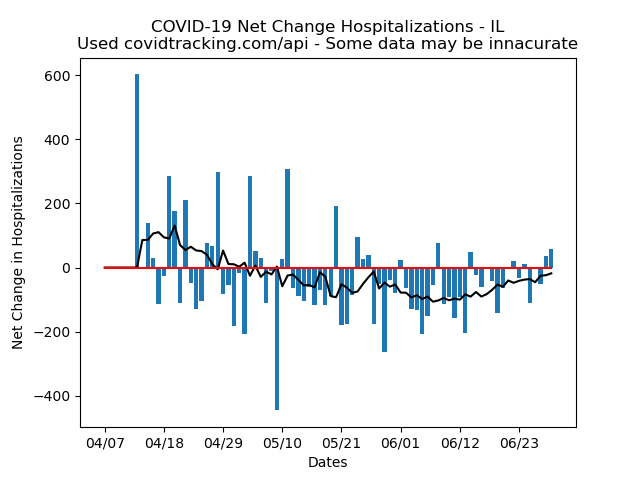 COVID-19 Net Change Hospitalizations - IL
Used covidtracking.com/api - Some data may be innacurate
600
400
200
0
−200
−400
Net Change in Hospitalizations
04/07 04/18 04/29 05/10 05/21 06/01 06/12 06/23
Dates